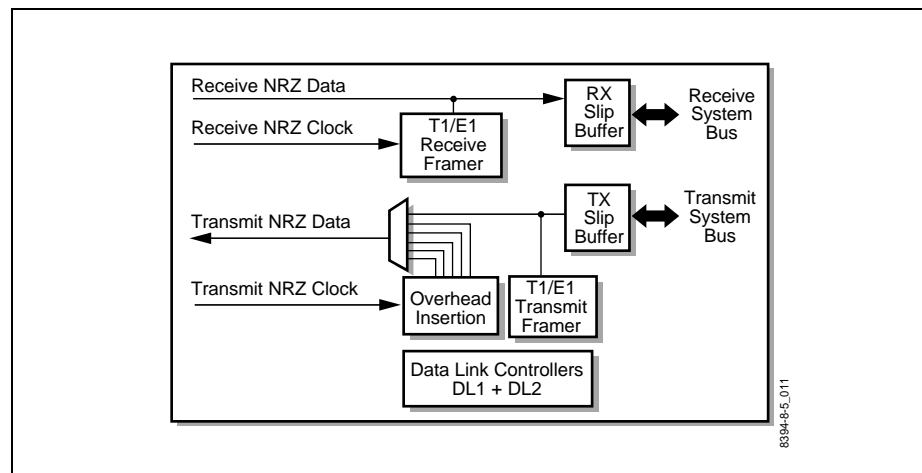 Receive NRZ Data
Receive NRZ Clock
T1/E1
Receive
Framer
RX
Slip
Buffer
Receive
System
Bus
Transmit NRZ Data
TX
Slip
Buffer
Transmit
System
Bus
Transmit NRZ Clock
Overhead
Insertion
T1/E1
Transmit
Framer
Data Link Controllers
DL1 + DL2
8394-8-5_011